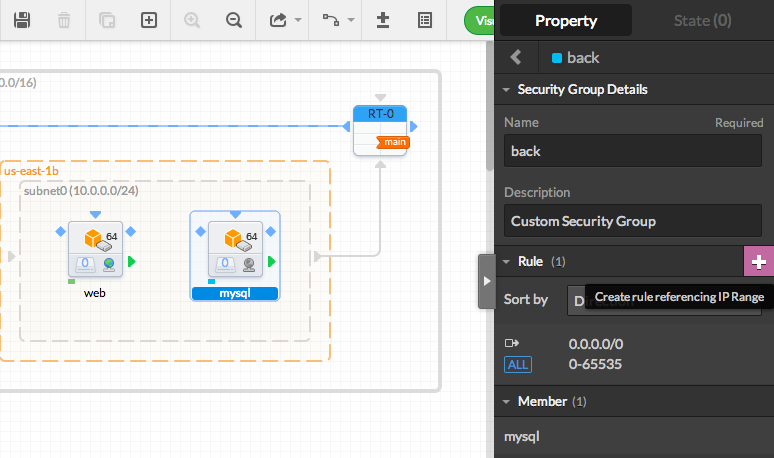 Property
State (0)
back
Security Group Details
Name
Required
back
Description
Custom Security Group
Rule (1)
Create rule referencing IP Range
Sort by
0.0.0.0/0
ALL
0-65535
Member (1)
mysql
0.0/16)
RT-0
main
us-east-1b
subnet0 (10.0.0.0/24)
64
0
web
64
0
mysql